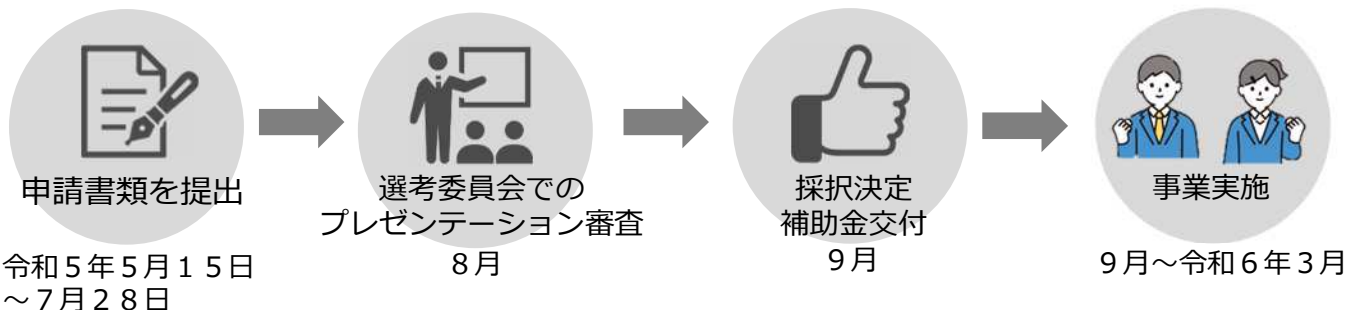 申請書類を提出
令和５年５月１５日
～７月２８日
選考委員会での
プレゼンテーション審査
８月
採択決定
補助金交付
９月
事業実施
９月～令和６年３月